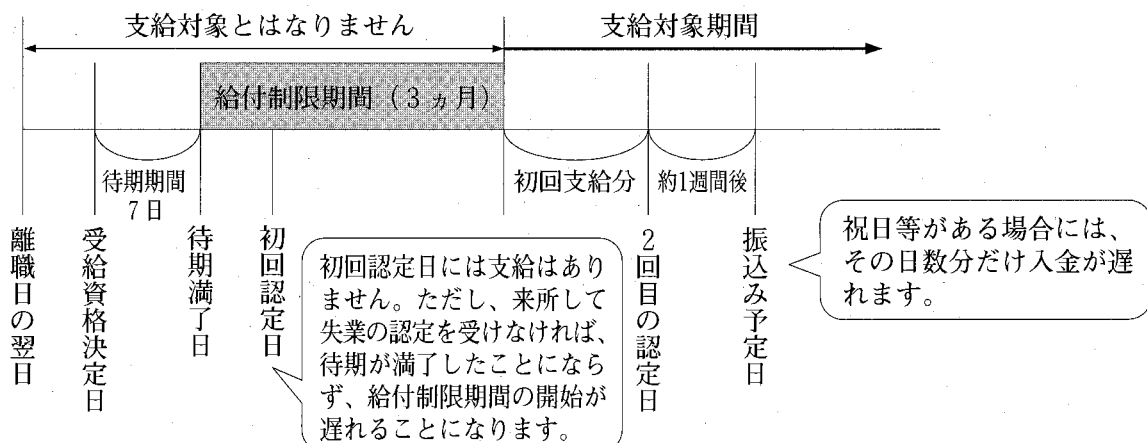 支給対象とはなりません
支給対象期間
給付制限期間（3ヵ月）
待期期間
7日
初回支給分
約1週間後
離職日の翌日
受給資格決定日
待期満了日
初回認定日
初回認定日には支給はあり
ません。ただし、来所して
失業の認定を受けなければ、
待期が満了したことになら
ず、給付制限期間の開始が
遅れることになります。
2回目の認定日
振込み予定日
祝日等がある場合には、
その日数分だけ入金が遅
れます。